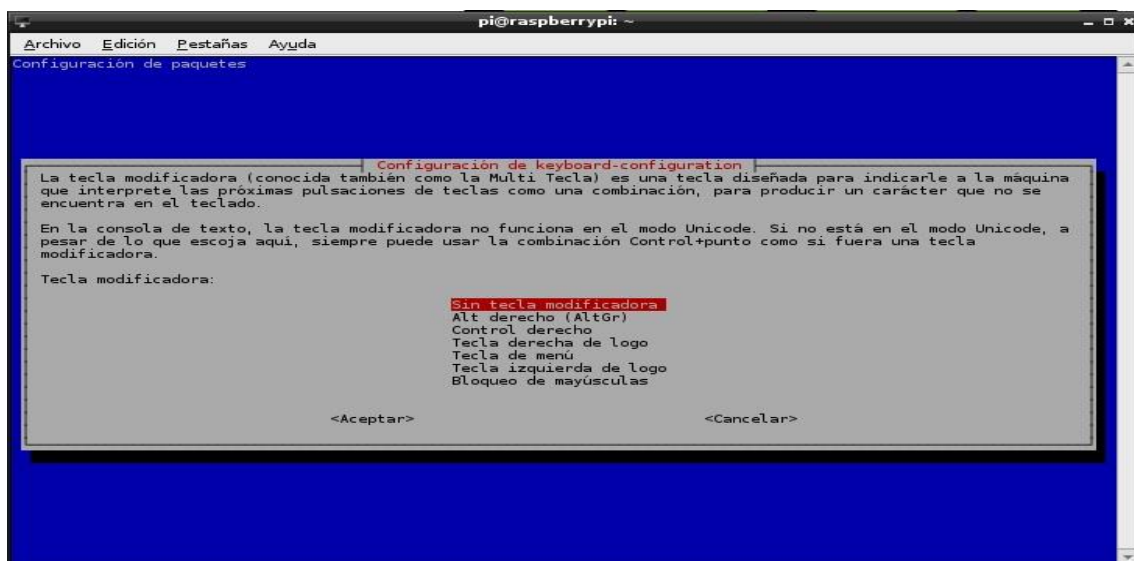 pi@raspberrypi: ~
Archivo Edición Pestañas Ayuda
Configuración de paquetes
Configuración de keyboard-configuration
La tecla modificadora (conocida también como la Multi Tecla) es una tecla diseñada para indicarle a la máquina
que interprete las próximas pulsaciones de teclas como una combinación, para producir un carácter que no se
encuentra en el teclado.
En la consola de texto, la tecla modificadora no funciona en el modo Unicode. Si no está en el modo Unicode, a
pesar de lo que escoja aquí, siempre puede usar la combinación Control+punto como si fuera una tecla
modificadora.
Tecla modificadora:
Sin tecla modificadora
Alt derecho (AltGr)
Control derecho
Tecla derecha de logo
Tecla de menú
Tecla izquierda de logo
Bloqueo de mayúsculas
<Aceptar> <Cancelar>